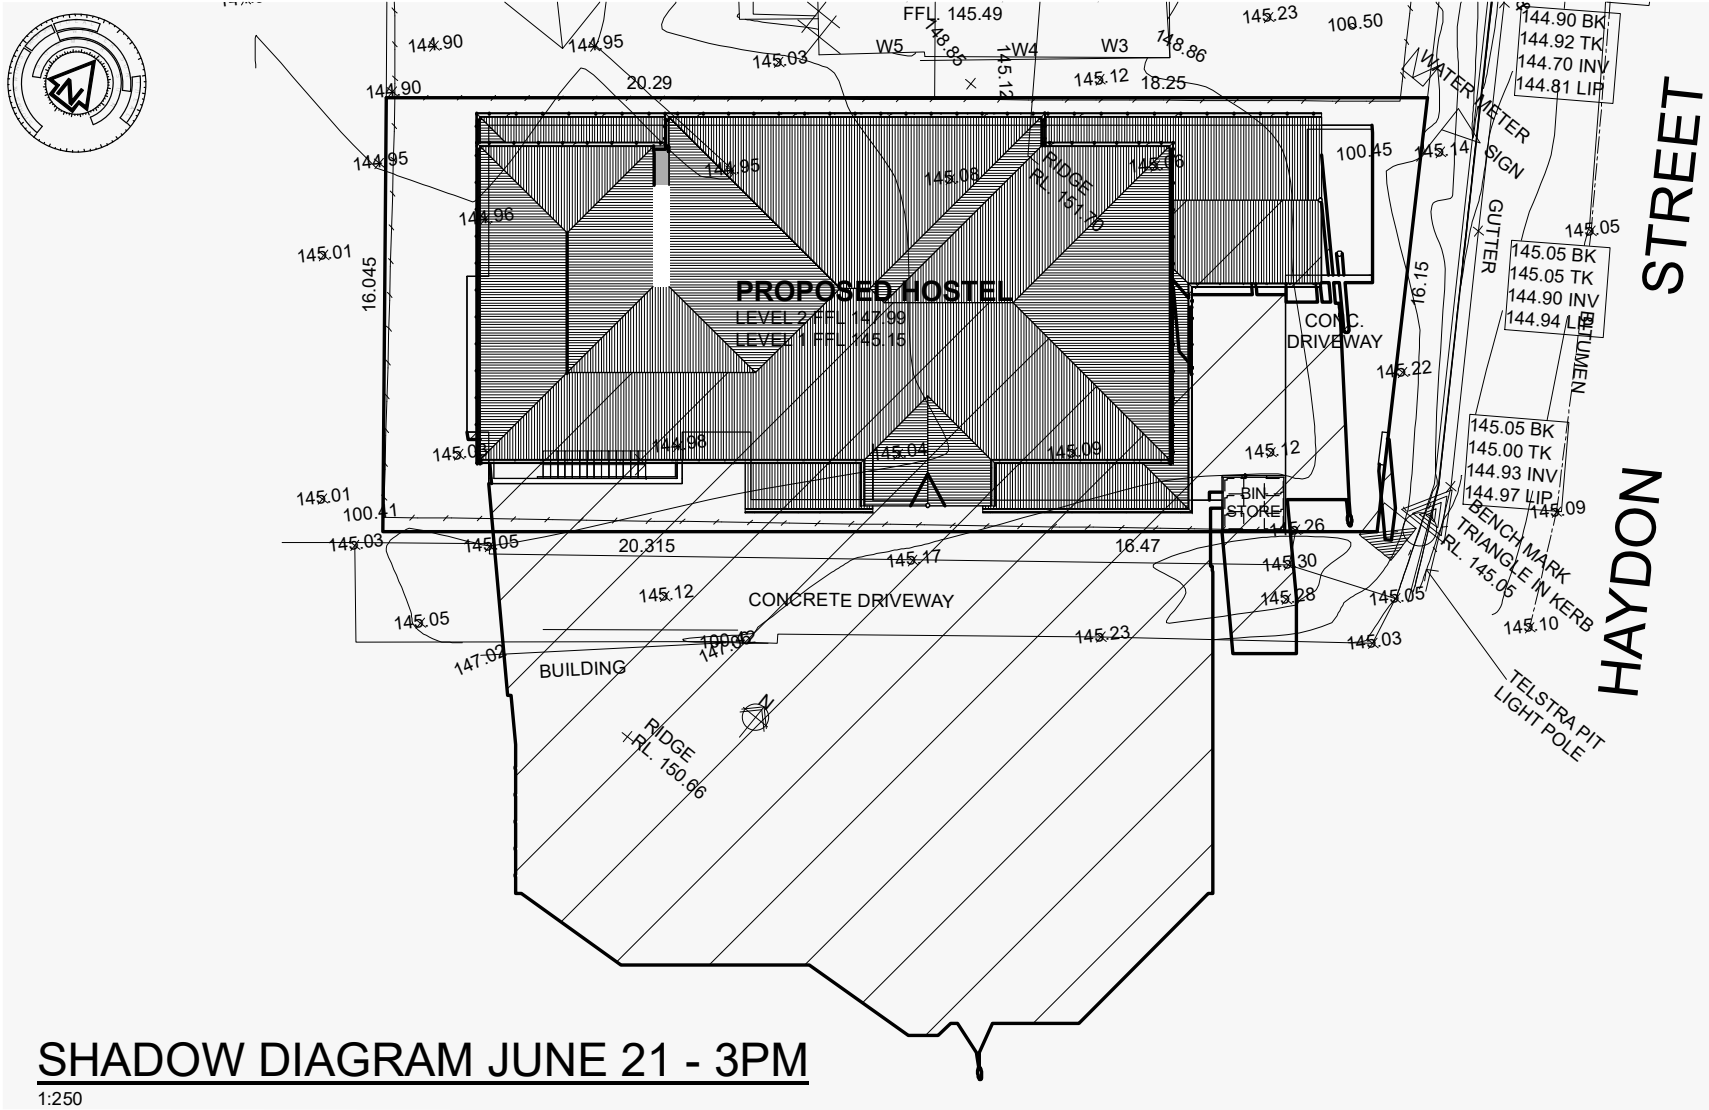 FFL. 145.49
145.23
100.50
144.90
144.95
145.03
W5
148.85
W4
145.12
W3
148.86
145.12
144.90
20.29
18.25
144.90 BK
144.92 TK
144.70 INV
144.81 LIP
WATER METER
SIGN
STREET
144.95
144.95
145.08
RIDGE
RL. 151.70
145.06
100.45
145.14
144.96
145.01
16.045
GUTTER
145.05
145.05 BK
145.05 TK
144.90 INV
144.94 LIP
BITUMEN
16.15
PROPOSED HOSTEL
LEVEL 2 FFL 147.99
LEVEL 1 FFL 145.15
CONC.
DRIVEWAY
145.22
145.03
144.98
145.04
145.09
145.12
145.05 BK
145.00 TK
144.93 INV
144.97 LIP
145.09
145.01
100.41
BIN
STORE
145.26
BENCH MARK
TRIANGLE IN KERB
RL. 145.05
145.03
145.05
20.315
145.17
16.47
145.30
145.12
CONCRETE DRIVEWAY
145.28
145.05
145.05
145.23
145.03
145.10
HAYDON
147.02
100.42
BUILDING
TELSTRA PIT
LIGHT POLE
N
RIDGE
RL. 150.66
SHADOW DIAGRAM JUNE 21 - 3PM
1:250